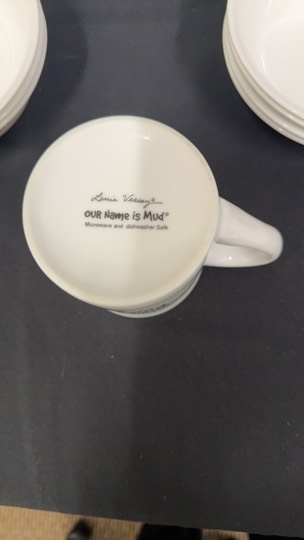 Lorrie Veasey®
OUR Name is Mud®
Microwave and dishwasher Safe